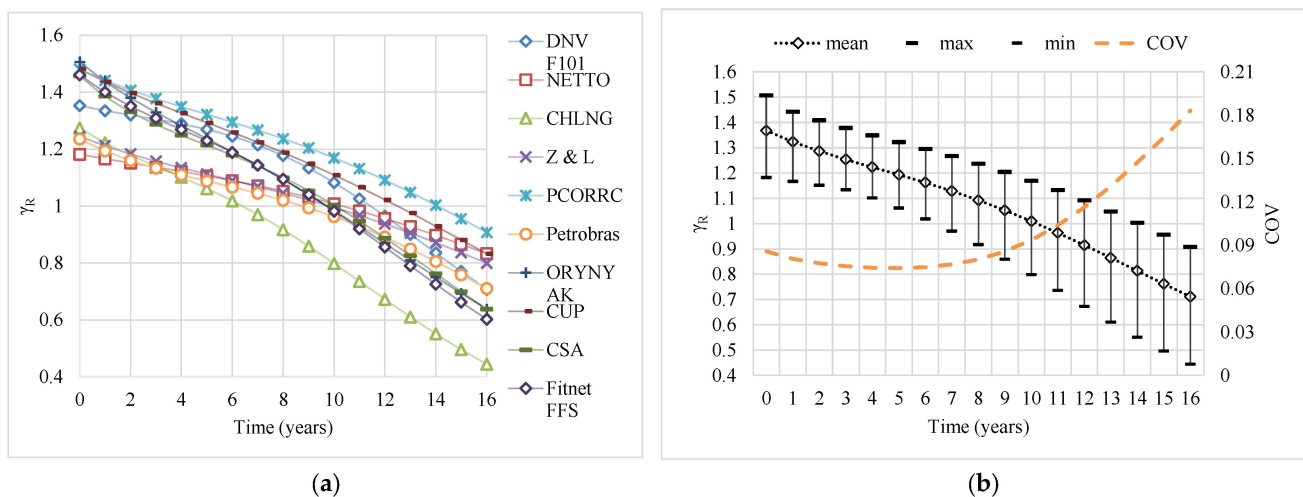 1.6
1.4
1.2
1
0.8
0.6
0.4
γR
0 2 4 6 8 10 12 14 16
Time (years)
DNV
F101
NETTO
CHLNG
Z & L
PCORRC
Petrobras
ORYNY
AK
CUP
CSA
Fitnet
FFS
(a)
mean max min COV
1.6
1.5
1.4
1.3
1.2
1.1
1
0.9
0.8
0.7
0.6
0.5
0.4
γR
0.21
0.18
0.15
0.12
0.09
0.06
0.03
0
COV
0 1 2 3 4 5 6 7 8 9 10 11 12 13 14 15 16
Time (years)
(b)